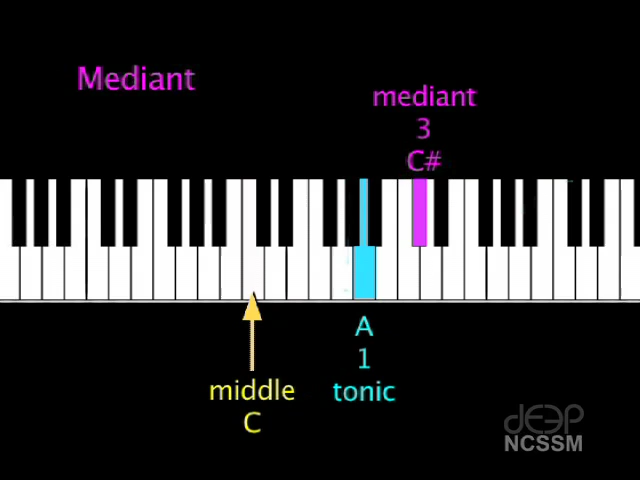 Mediant
mediant
3
C#
A
1
tonic
middle
C
deep
NCSSM